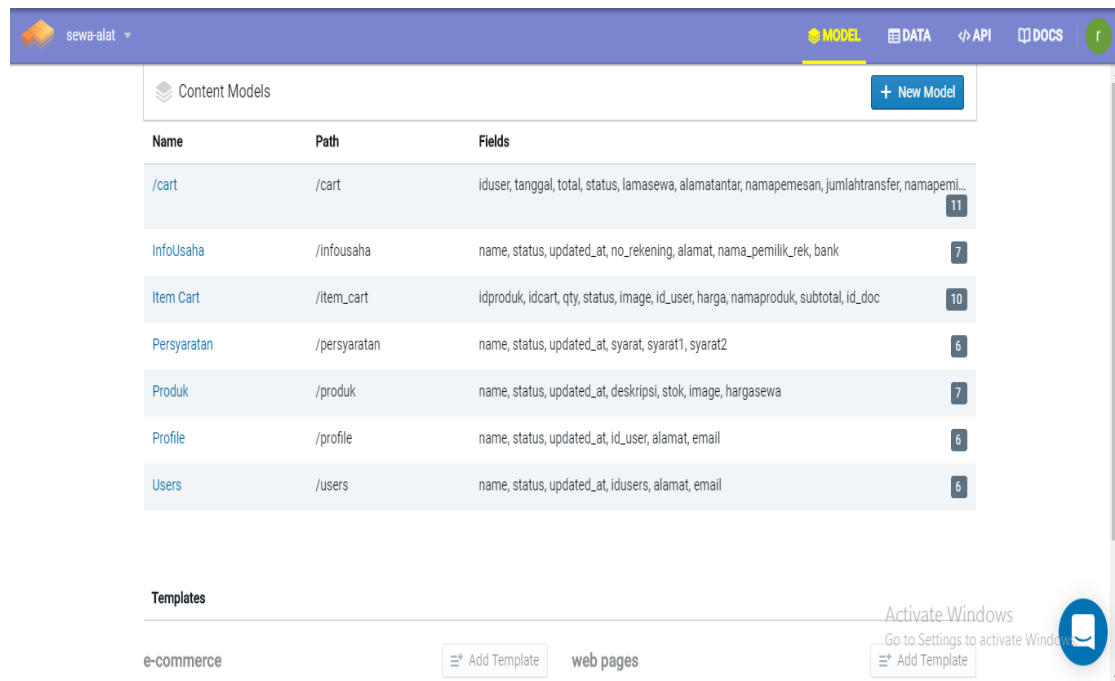 sewa-alat
MODEL DATA </> API DOCS r
Content Models + New Model
Name Path Fields
/cart /cart iduser, tanggal, total, status, lamasewa, alamatantar, namapemesan, jumlahtransfer, namapemi...
11
InfoUsaha /infousaha name, status, updated_at, no_rekening, alamat, nama_pemilik_rek, bank 7
Item Cart /item_cart idproduk, idcart, qty, status, image, id_user, harga, namaproduk, subtotal, id_doc 10
Persyaratan /persyaratan name, status, updated_at, syarat, syarat1, syarat2 6
Produk /produk name, status, updated_at, deskripsi, stok, image, hargasewa 7
Profile /profile name, status, updated_at, id_user, alamat, email 6
Users /users name, status, updated_at, idusers, alamat, email 6
Templates
Activate Windows
Go to Settings to activate Windows.
e-commerce Add Template web pages Add Template